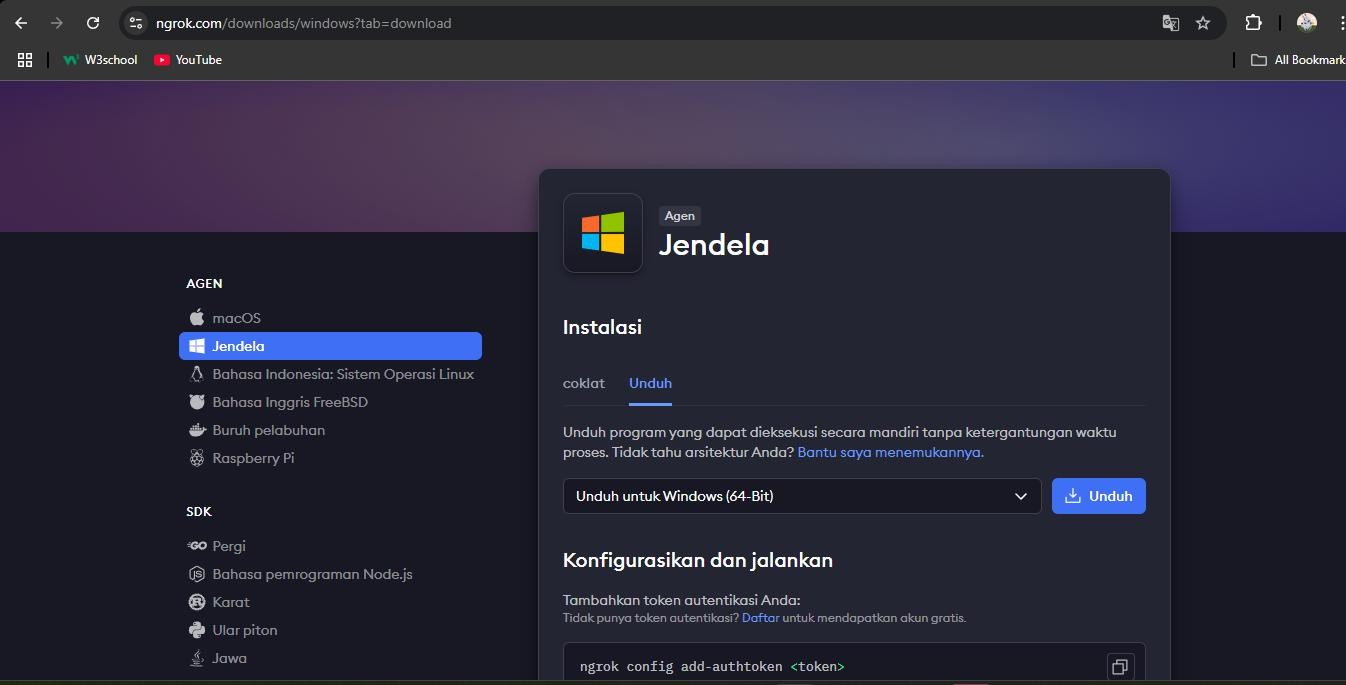 ngrok.com/downloads/windows?tab=download
W3school
YouTube
All Bookmark
AGEN
macOS
Jendela
Bahasa Indonesia: Sistem Operasi Linux
Bahasa Inggris FreeBSD
Buruh pelabuhan
Raspberry Pi
SDK
GO Pergi
JS Bahasa pemrograman Node.js
R Karat
Ular piton
Jawa
Agen
Jendela
Instalasi
coklat Unduh
Unduh program yang dapat dieksekusi secara mandiri tanpa ketergantungan waktu
proses. Tidak tahu arsitektur Anda? Bantu saya menemukannya.
Unduh untuk Windows (64-Bit)
Unduh
Konfigurasikan dan jalankan
Tambahkan token autentikasi Anda:
Tidak punya token autentikasi? Daftar untuk mendapatkan akun gratis.
ngrok config add-authtoken <token>